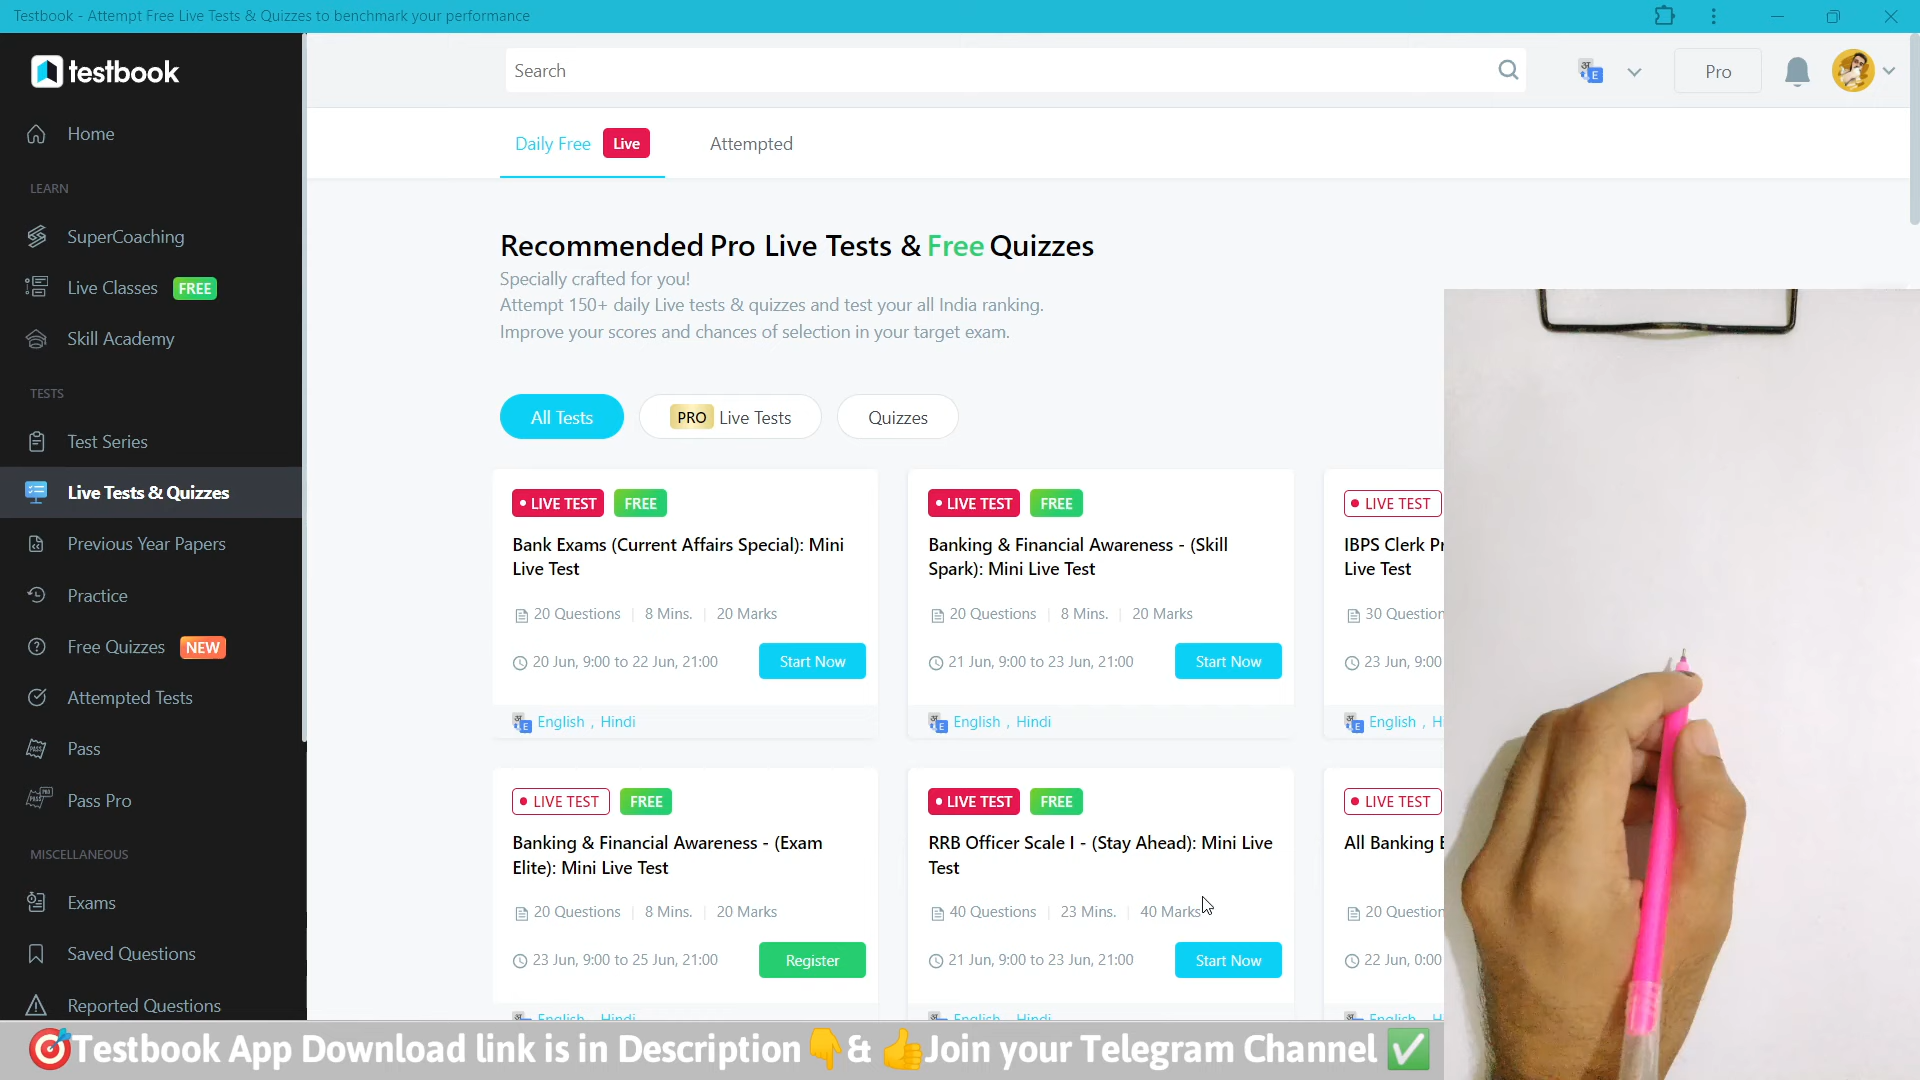 Testbook - Attempt Free Live Tests & Quizzes to benchmark your performance
testbook
Search
Pro
Home
Daily Free Live
Attempted
LEARN
SuperCoaching
Live Classes FREE
Skill Academy
TESTS
Test Series
Live Tests & Quizzes
Previous Year Papers
Practice
Free Quizzes NEW
Attempted Tests
Pass
Pass Pro
MISCELLANEOUS
Exams
Saved Questions
Reported Questions
Recommended Pro Live Tests & Free Quizzes
Specially crafted for you!
Attempt 150+ daily Live tests & quizzes and test your all India ranking.
Improve your scores and chances of selection in your target exam.
All Tests
PRO Live Tests
Quizzes
LIVE TEST FREE
Bank Exams (Current Affairs Special): Mini
Live Test
20 Questions | 8 Mins. | 20 Marks
20 Jun, 9:00 to 22 Jun, 21:00
Start Now
English , Hindi
LIVE TEST FREE
Banking & Financial Awareness - (Skill
Spark): Mini Live Test
20 Questions | 8 Mins. | 20 Marks
21 Jun, 9:00 to 23 Jun, 21:00
Start Now
English , Hindi
LIVE TEST
IBPS Clerk
Live Test
30
23 Jun, 9:00
English ,
LIVE TEST FREE
Banking & Financial Awareness - (Exam
Elite): Mini Live Test
20 Questions | 8 Mins. | 20 Marks
23 Jun, 9:00 to 25 Jun, 21:00
Register
English Hindi
LIVE TEST FREE
RRB Officer Scale I - (Stay Ahead): Mini Live
Test
40 Questions | 23 Mins. | 40 Marks
21 Jun, 9:00 to 23 Jun, 21:00
Start Now
English Hindi
LIVE TEST
All Banking
20
22 Jun, 0:00
English
🎯Testbook App Download link is in Description👇& 👍Join your Telegram Channel ✅